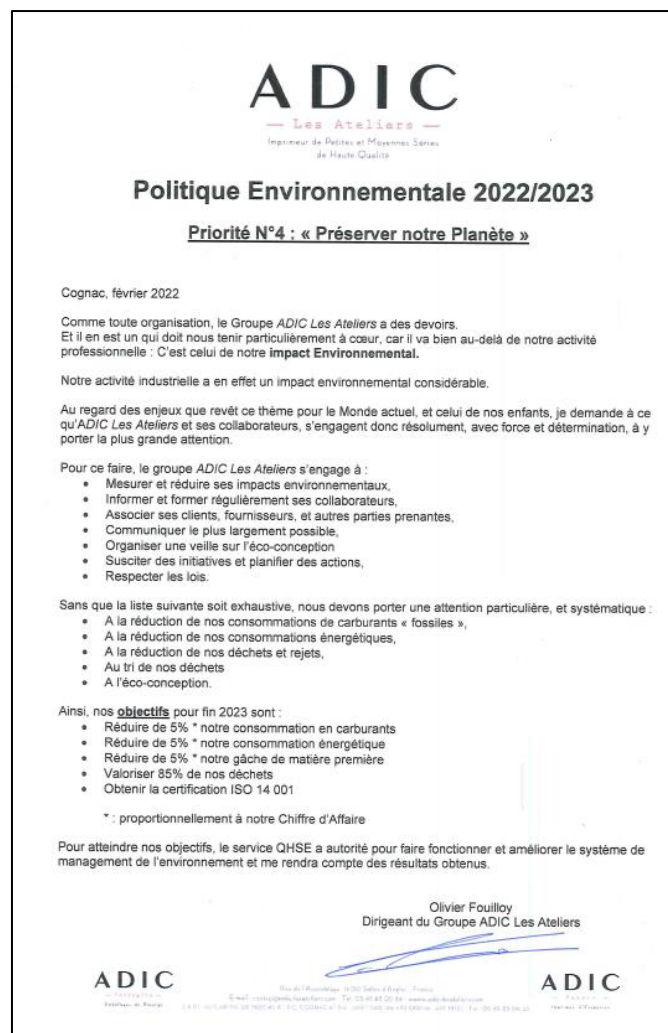 ADIC
— Les Ateliers —
Imprimeur de Petites et Moyennes Séries
de Haute Qualité
Politique Environnementale 2022/2023
Priorité N°4 : « Préserver notre Planète »
Cognac, février 2022
Comme toute organisation, le Groupe ADIC Les Ateliers a des devoirs.
Et il en est un qui doit nous tenir particulièrement à cœur, car il va bien au-delà de notre activité
professionnelle : C'est celui de notre impact Environnemental.
Notre activité industrielle a en effet un impact environnemental considérable.
Au regard des enjeux que revêt ce thème pour le Monde actuel, et celui de nos enfants, je demande à ce
qu'ADIC Les Ateliers et ses collaborateurs, s'engagent donc résolument, avec force et détermination, à y
porter la plus grande attention.
Pour ce faire, le groupe ADIC Les Ateliers s'engage à :
• Mesurer et réduire ses impacts environnementaux,
• Informer et former régulièrement ses collaborateurs,
• Associer ses clients, fournisseurs, et autres parties prenantes,
• Communiquer le plus largement possible,
• Organiser une veille sur l'éco-conception
• Susciter des initiatives et planifier des actions,
• Respecter les lois.
Sans que la liste suivante soit exhaustive, nous devons porter une attention particulière, et systématique :
• A la réduction de nos consommations de carburants « fossiles »,
• A la réduction de nos consommations énergétiques,
• A la réduction de nos déchets et rejets,
• Au tri de nos déchets
• A l'éco-conception.
Ainsi, nos objectifs pour fin 2023 sont :
• Réduire de 5% * notre consommation en carburants
• Réduire de 5% * notre consommation énergétique
• Réduire de 5% * notre gâche de matière première
• Valoriser 85% de nos déchets
• Obtenir la certification ISO 14 001
* : proportionnellement à notre Chiffre d'Affaire
Pour atteindre nos objectifs, le service QHSE a autorité pour faire fonctionner et améliorer le système de
management de l'environnement et me rendra compte des résultats obtenus.
Olivier Fouilloy
Dirigeant du Groupe ADIC Les Ateliers
ADIC
ADIC